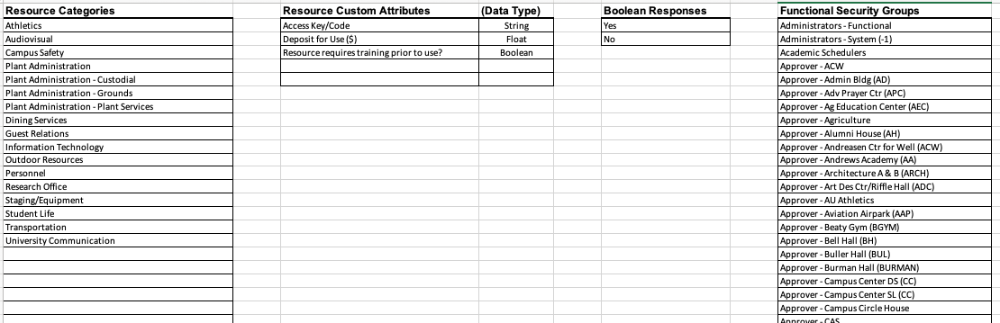 Resource Categories
Athletics
Audiovisual
Campus Safety
Plant Administration
Plant Administration - Custodial
Plant Administration - Grounds
Plant Administration - Plant Services
Dining Services
Guest Relations
Information Technology
Outdoor Resources
Personnel
Research Office
Staging/Equipment
Student Life
Transportation
University Communication
Resource Custom Attributes (Data Type)
Access Key/Code String
Deposit for Use ($) Float
Resource requires training prior to use? Boolean
Boolean Responses
Yes
No
Functional Security Groups
Administrators - Functional
Administrators - System (-1)
Academic Schedulers
Approver - ACW
Approver - Admin Bldg (AD)
Approver - Adv Prayer Ctr (APC)
Approver - Ag Education Center (AEC)
Approver - Agriculture
Approver - Alumni House (AH)
Approver - Andreasen Ctr for Well (ACW)
Approver - Andrews Academy (AA)
Approver - Architecture A & B (ARCH)
Approver - Art Des Ctr/Riffle Hall (ADC)
Approver - AU Athletics
Approver - Aviation Airpark (AAP)
Approver - Beaty Gym (BGYM)
Approver - Bell Hall (BH)
Approver - Buller Hall (BUL)
Approver - Burman Hall (BURMAN)
Approver - Campus Center DS (CC)
Approver - Campus Center SL (CC)
Approver - Campus Circle House
Approver - CAS